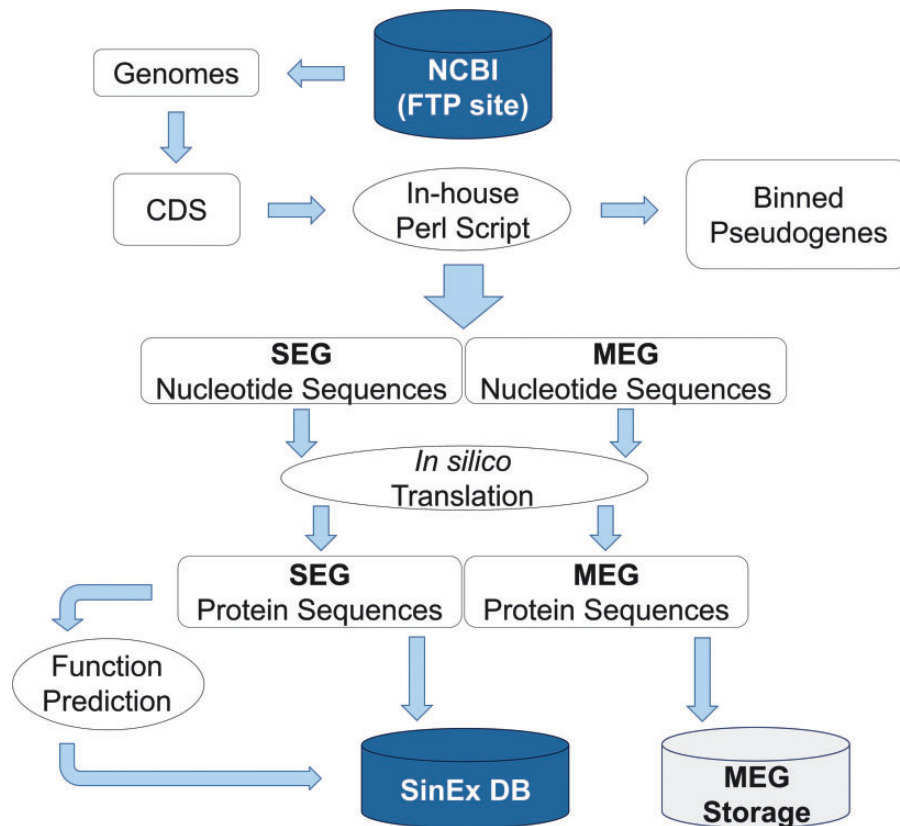 NCBI
(FTP site)
Genomes
CDS
In-house
Perl Script
Binned
Pseudogenes
SEG
Nucleotide Sequences
MEG
Nucleotide Sequences
In silico
Translation
SEG
Protein Sequences
MEG
Protein Sequences
Function
Prediction
SinEx DB
MEG
Storage